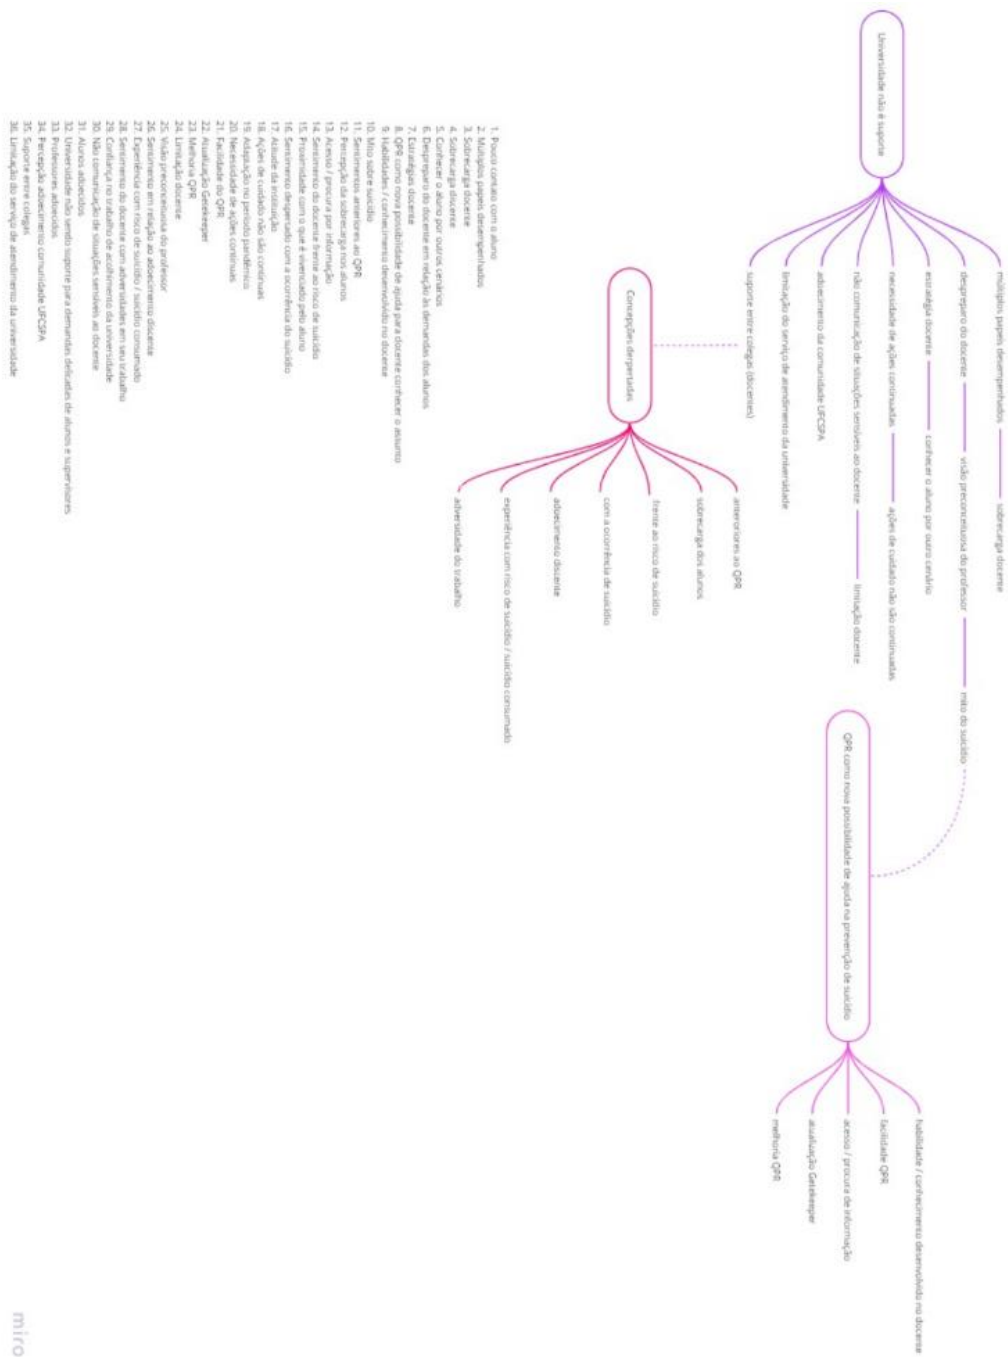 Universidade não é suporte
múltiplos papeis desempenhados
sobrecarga docente
despreparo do docente
visão preconceituosa do professor
mito do suicídio
estratégia docente
conhecer o aluno por outro cenário
necessidade de ações continuadas
ações de cuidado não são continuadas
não comunicação de situações sensíveis ao docente
limitação docente
adoecimento da comunidade UFCSPA
limitação do serviço de atendimento da universidade
suporte entre colegas (docentes)
QPR como nova possibilidade de ajuda na prevenção de suicídio
habilidade / conhecimento desenvolvido no docente
facilidade QPR
acesso / procura de informação
atualização Getekeeper
melhoria QPR
Concepções derpertadas
anteroriores ao QPR
sobrecarga dos alunos
frente ao risco de suicídio
com a ocorrência de suicídio
adoecimento discente
experiência com risco de suicídio / suicídio consumado
adversidade do trabalho
1. Pouco contato com o aluno
2. Múltiplos papeis desempenhados
3. Sobrecarga docente
4. Sobrecarga discente
5. Conhecer o aluno por outros cenários
6. Despreparo do docente em relação às demandas dos alunos
7. Estratégias docente
8. QPR como nova possibilidade de ajuda para docente conhecer o assunto
9. Habilidades / conhecimento desenvolvido no docente
10. Mito sobre suicídio
11. Sentimentos anteriores ao QPR
12. Percepção da sobrecarga nos alunos
13. Acesso / procura por informação
14. Sentimento do docente frente ao risco de suicídio
15. Proximidade com o que é vivenciado pelo aluno
16. Sentimento despertado com a ocorrência do suicídio
17. Atitude da instituição
18. Ações de cuidado não são contínuas
19. Adaptação no período pandêmico
20. Necessidade de ações contínuas
21. Facilidade do QPR
22. Atualização Getekeeper
23. Melhoria QPR
24. Limitação docente
25. Visão preconceituosa do professor
26. Sentimento em relação ao adoecimento discente
27. Experiência com risco de suicídio / suicídio consumado
28. Sentimento do docente com adversidades em seu trabalho
29. Confiança no trabalho de acolhimento da universidade
30. Não comunicação de situações sensíveis ao docente
31. Alunos adoecidos
32. Universidade não sendo suporte para demandas delicadas de alunos e supervisores
33. Professores adoecidos
34. Percepção adoecimento comunidade UFCSPA
35. Suporte entre colegas
36. Limitação do serviço de atendimento da universidade
miro